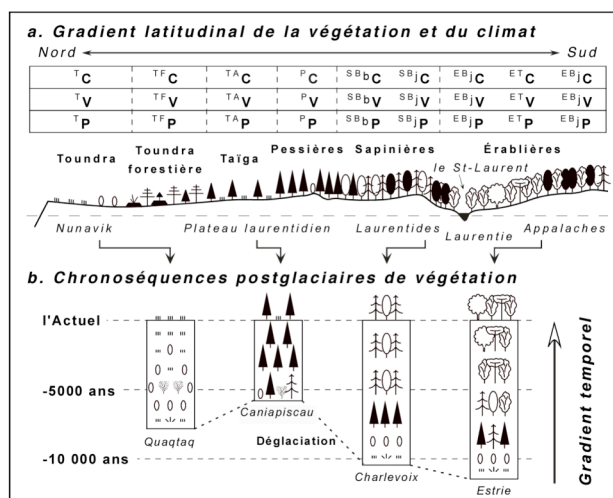 a. Gradient latitudinal de la végétation et du climat
Nord Sud
TC TFC TAC PC SBbC SBjC EBjC ETC EBjC
TV TFV TAV PV SBbV SBjV EBjV ETV EBjV
TP TFP TAP PP SBbP SBjP EBjP ETP EBjP
Toundra Toundra forestière Taïga Pessières Sapinières Érablières
le St-Laurent
Nunavik Plateau laurentidien Laurentides Laurentie Appalaches
b. Chronoséquences postglaciaires de végétation
l'Actuel
-5000 ans
-10 000 ans
Quaqtaq
Caniapiscau
Déglaciation
Charlevoix
Estrie
Gradient temporel